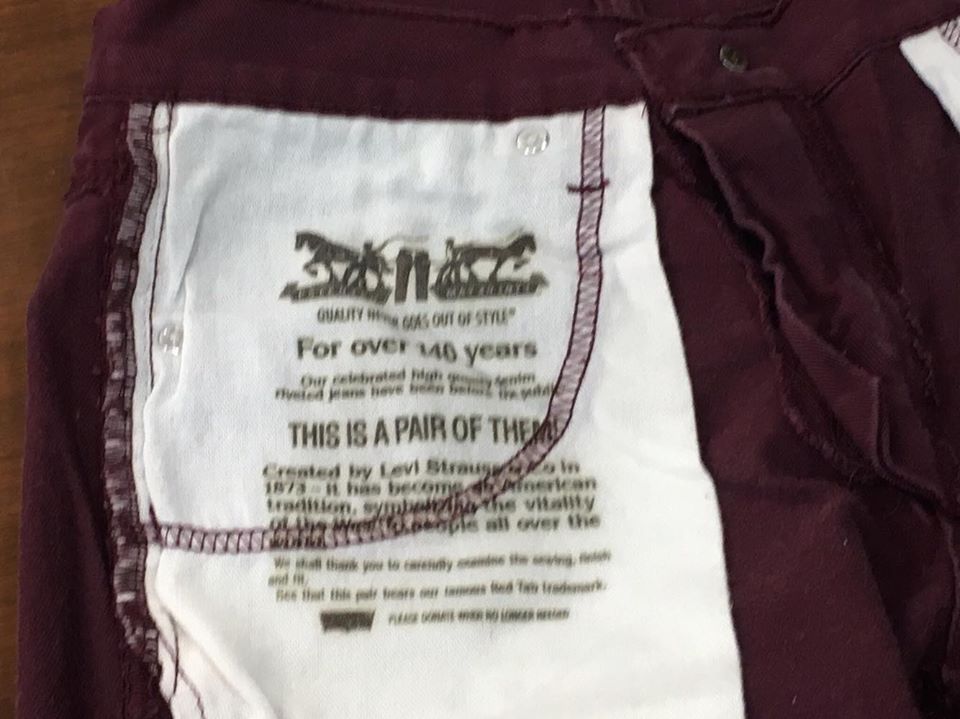 QUALITY NEVER GOES OUT OF STYLE®
For over 140 years
Our celebrated high quality denim
riveted jeans have been before the public
THIS IS A PAIR OF THEM!
Created by Levi Strauss & Co in
1873 - it has become an American
tradition, symbolizing the vitality
of the West to people all over the
world.
We shall thank you to carefully examine the sewing, finish
and fit.
See that this pair bears our famous Red Tab trademark.
PLEASE DONATE WHEN NO LONGER NEEDED